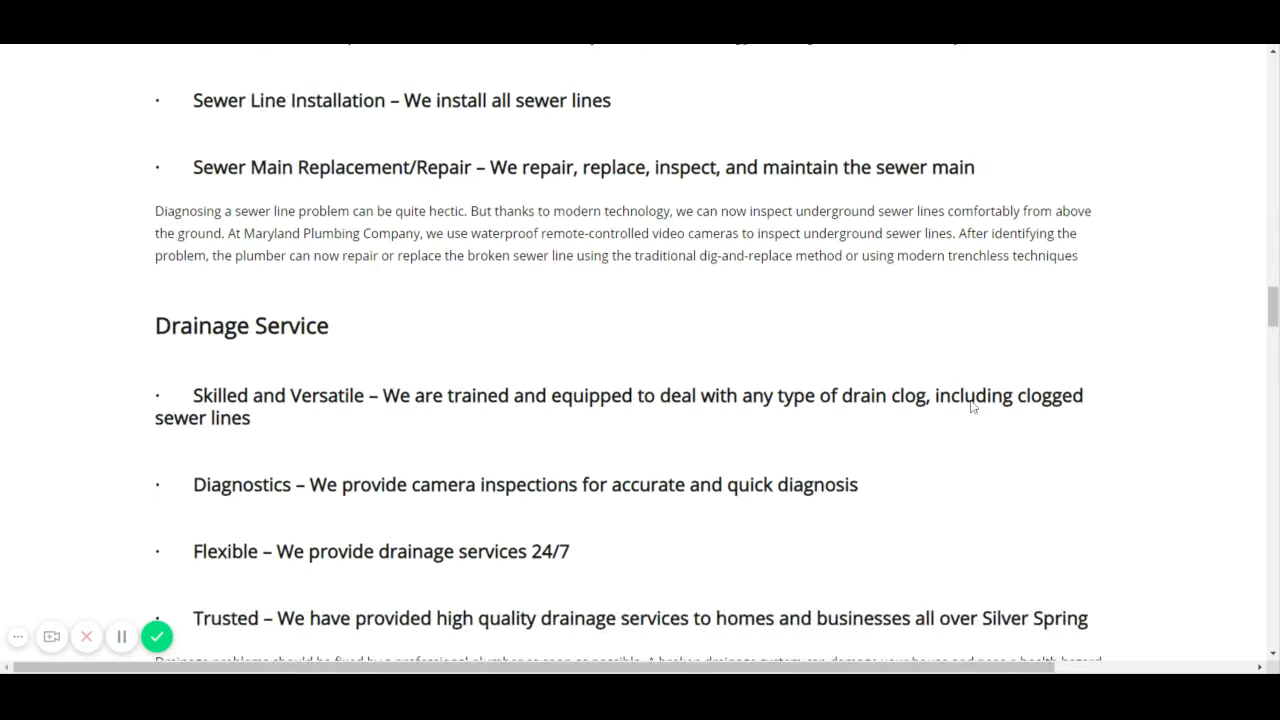 · Sewer Line Installation – We install all sewer lines
· Sewer Main Replacement/Repair – We repair, replace, inspect, and maintain the sewer main
Diagnosing a sewer line problem can be quite hectic. But thanks to modern technology, we can now inspect underground sewer lines comfortably from above
the ground. At Maryland Plumbing Company, we use waterproof remote-controlled video cameras to inspect underground sewer lines. After identifying the
problem, the plumber can now repair or replace the broken sewer line using the traditional dig-and-replace method or using modern trenchless techniques
Drainage Service
· Skilled and Versatile – We are trained and equipped to deal with any type of drain clog, including clogged
sewer lines
· Diagnostics – We provide camera inspections for accurate and quick diagnosis
· Flexible – We provide drainage services 24/7
· Trusted – We have provided high quality drainage services to homes and businesses all over Silver Spring